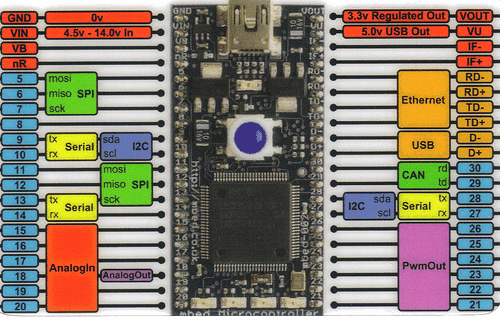 GND 0v
VIN 4.5v - 14.0v In
VB
nR
5 mosi
6 miso SPI
7 sck
8
9 tx Serial sda I2C
10 rx scl
11 mosi
12 miso SPI
13 tx Serial sck
14 rx
15
16
17 AnalogIn
18 AnalogOut
19
20
3.3v Regulated Out VOUT
5.0v USB Out VU
IF-
IF+
RD-
Ethernet RD+
TD-
TD+
USB D-
D+
CAN rd 30
td 29
I2C sda Serial tx 28
scl rx 27
26
25
PwmOut 24
23
22
21
mbed Microcontroller